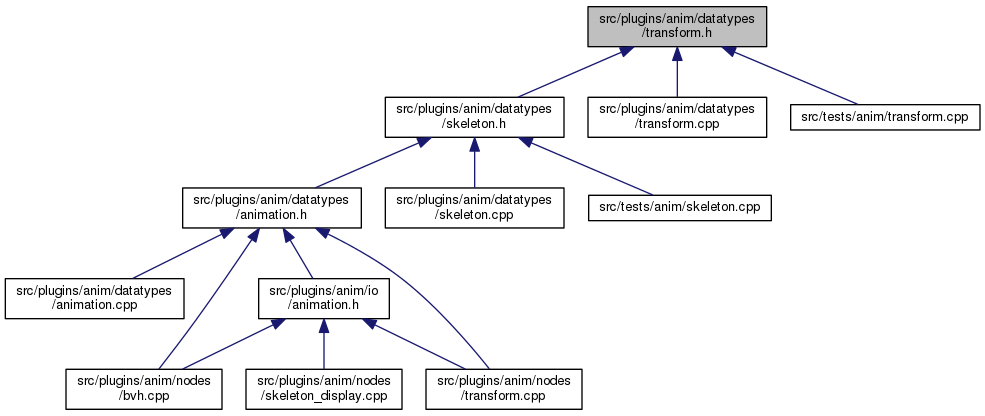 src/plugins/anim/datatypes
/transform.h
src/plugins/anim/datatypes
/skeleton.h
src/plugins/anim/datatypes
/transform.cpp
src/tests/anim/transform.cpp
src/plugins/anim/datatypes
/animation.h
src/plugins/anim/datatypes
/skeleton.cpp
src/tests/anim/skeleton.cpp
src/plugins/anim/datatypes
/animation.cpp
src/plugins/anim/io
/animation.h
src/plugins/anim/nodes
/bvh.cpp
src/plugins/anim/nodes
/skeleton_display.cpp
src/plugins/anim/nodes
/transform.cpp